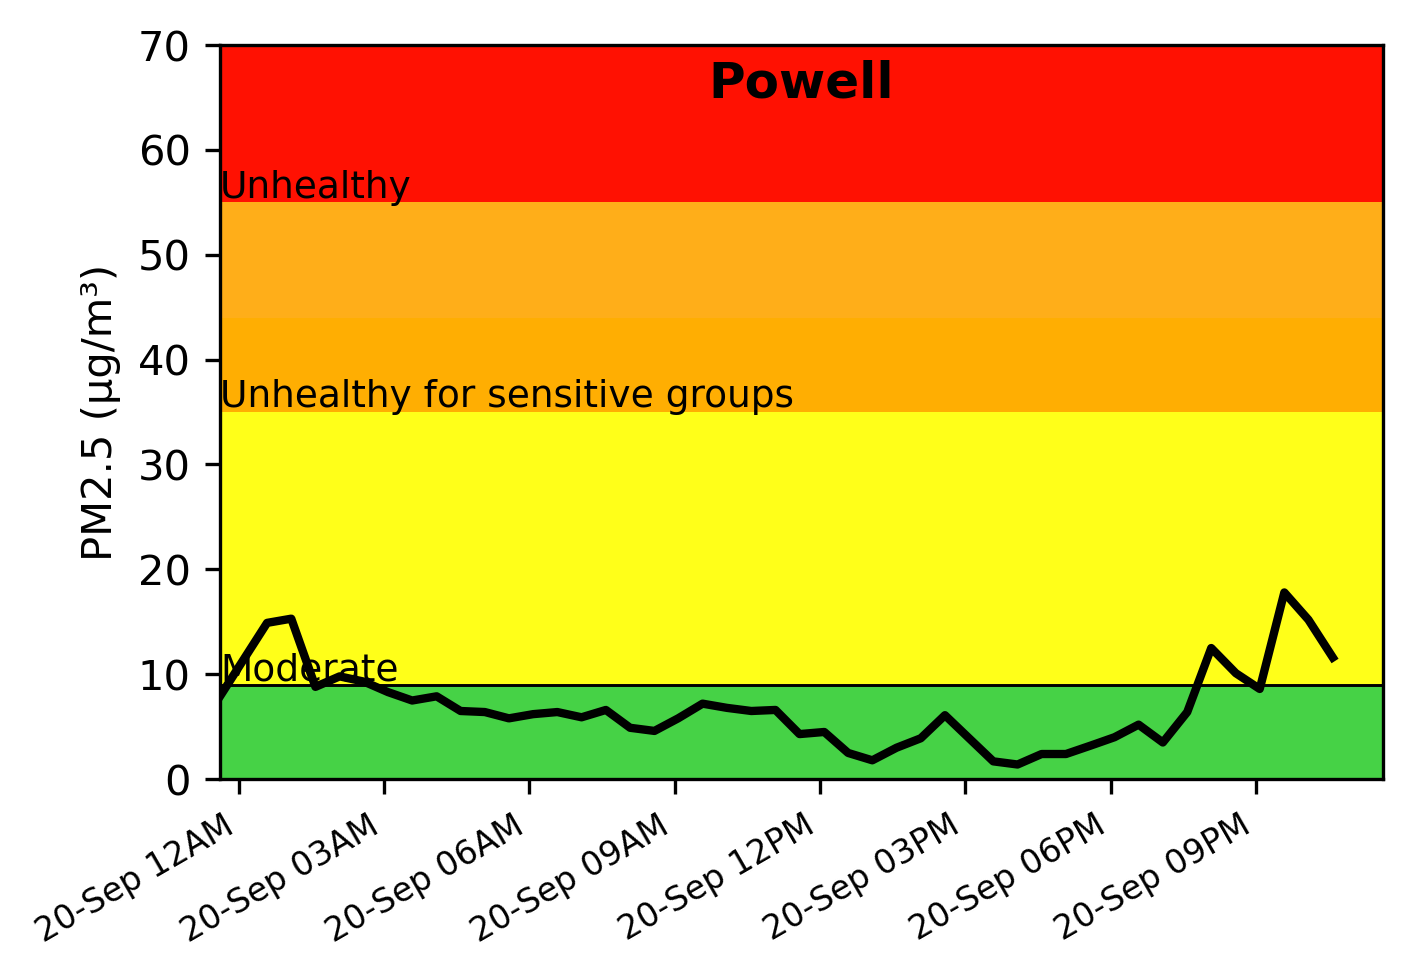 Powell
PM2.5 (µg/m³)
70
60
50
40
30
20
10
0
Unhealthy
Unhealthy for sensitive groups
Moderate
20-Sep 12AM
20-Sep 03AM
20-Sep 06AM
20-Sep 09AM
20-Sep 12PM
20-Sep 03PM
20-Sep 06PM
20-Sep 09PM